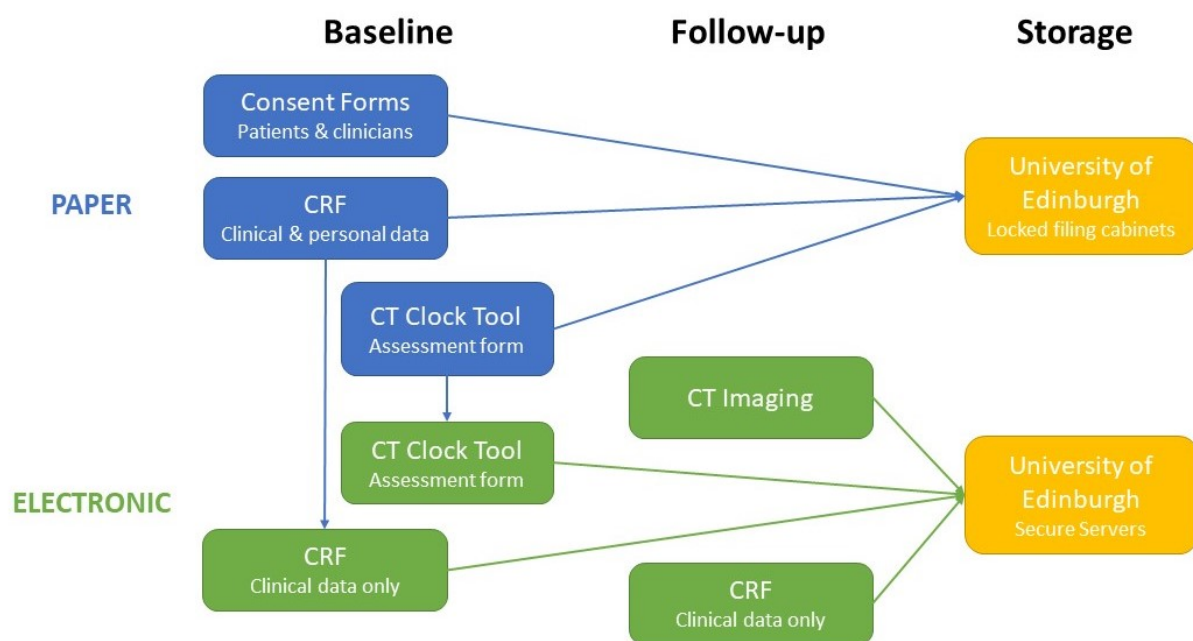 Baseline
Follow-up
Storage
Consent Forms
Patients & clinicians
PAPER
CRF
Clinical & personal data
University of
Edinburgh
Locked filing cabinets
CT Clock Tool
Assessment form
CT Imaging
ELECTRONIC
CT Clock Tool
Assessment form
University of
Edinburgh
Secure Servers
CRF
Clinical data only
CRF
Clinical data only